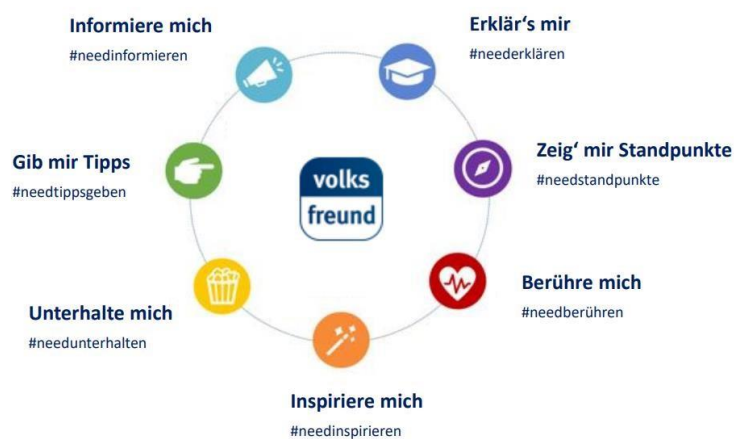 Informiere mich
#needinformieren
Erklär‘s mir
#neederklären
Gib mir Tipps
#needtippsgeben
Zeig‘ mir Standpunkte
#needstandpunkte
volks
freund
Unterhalte mich
#needunterhalten
Berühre mich
#needberühren
Inspiriere mich
#needinspirieren